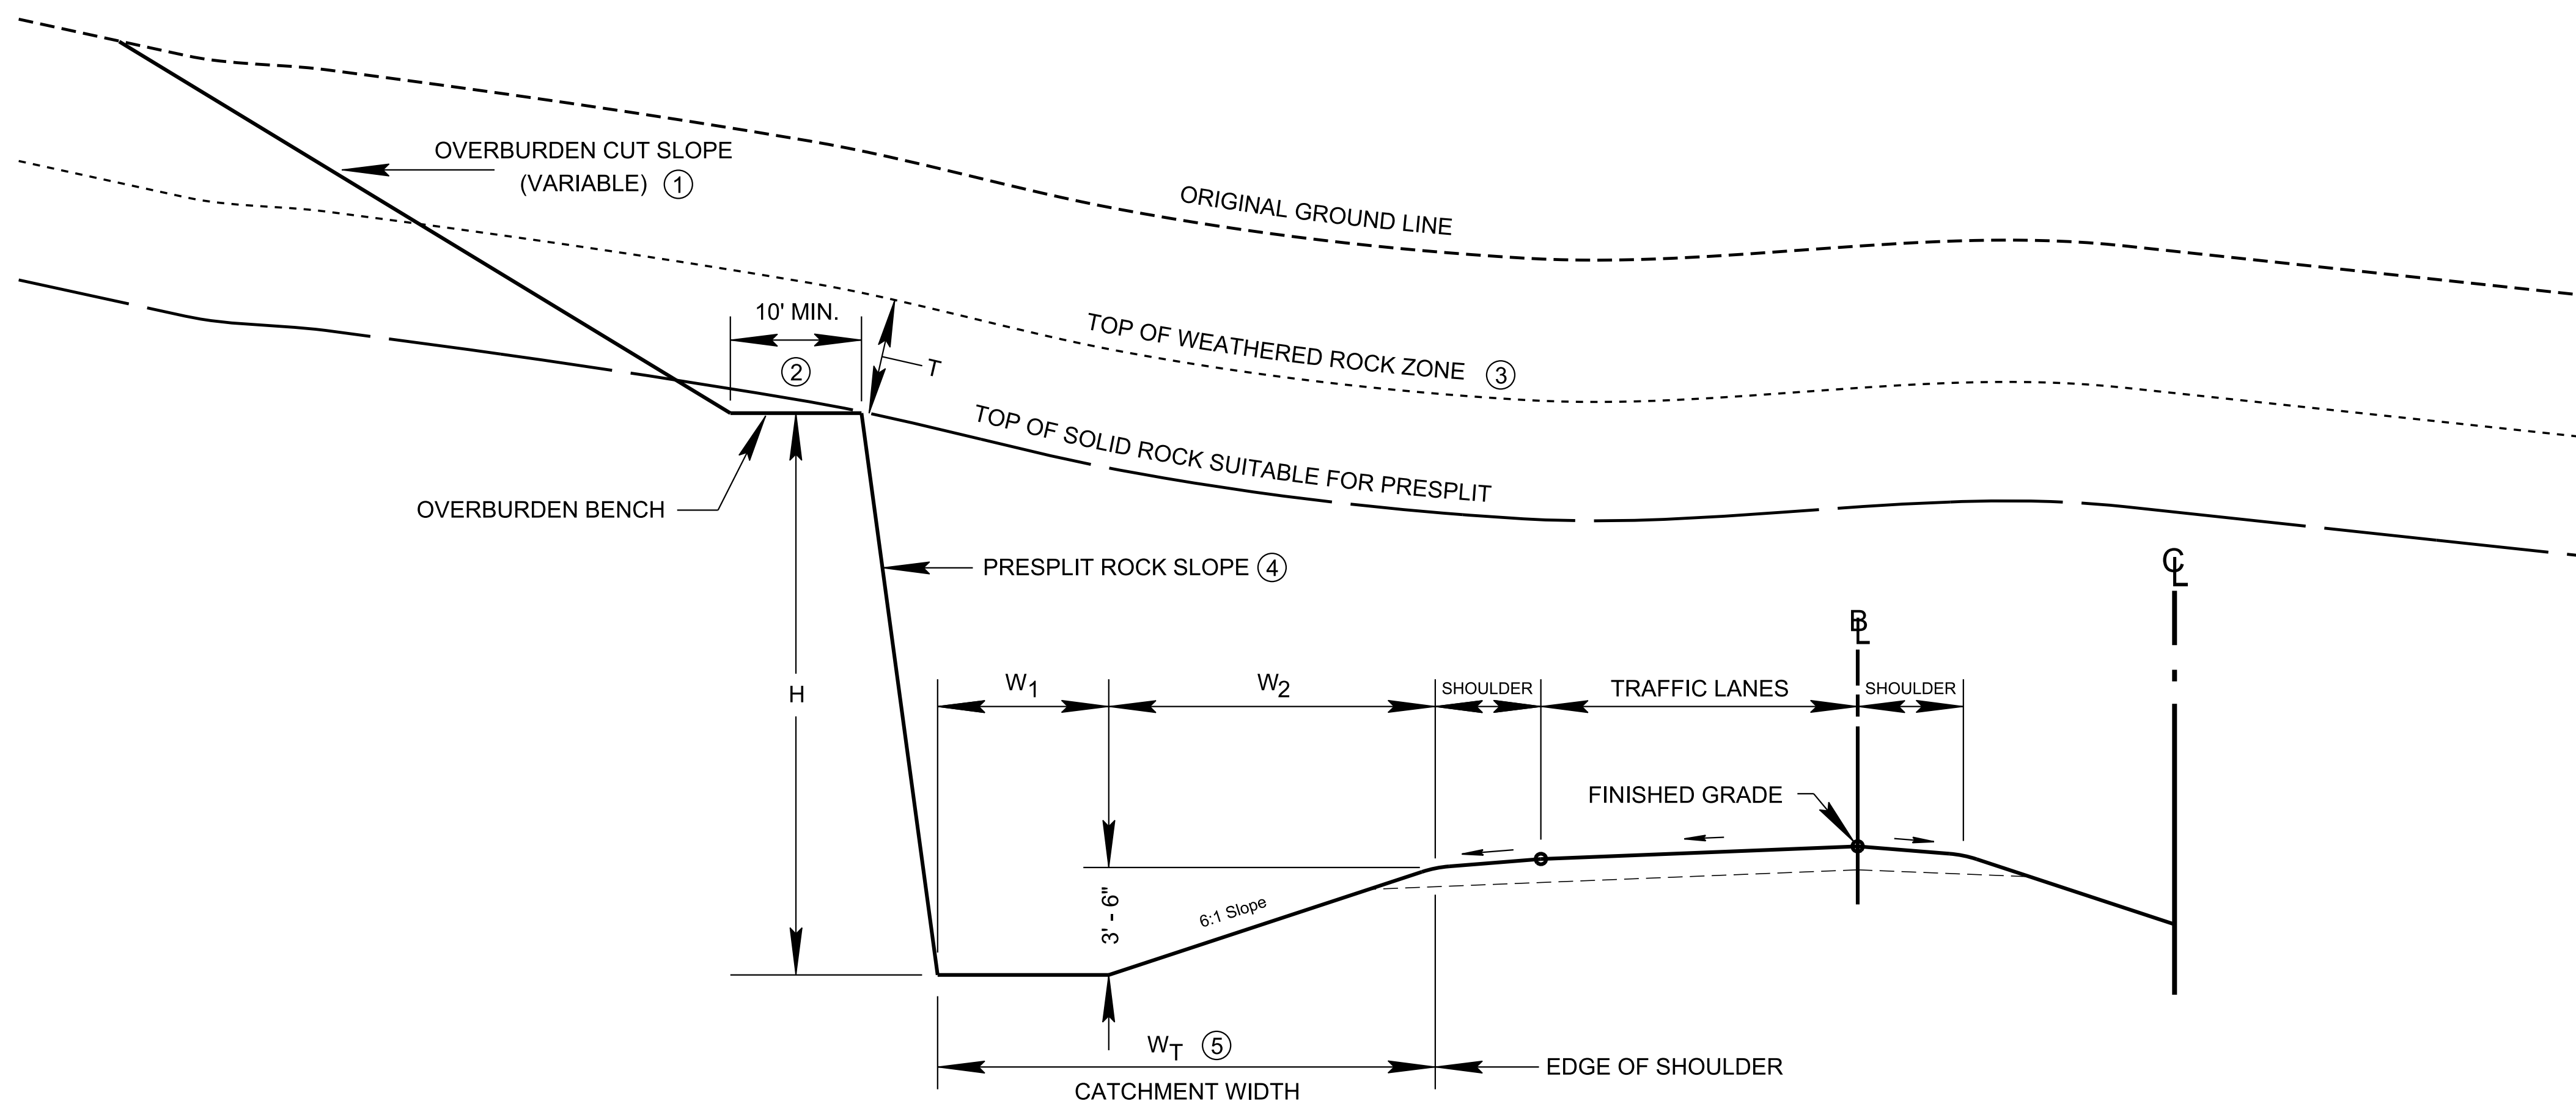 OVERBURDEN CUT SLOPE
(VARIABLE) 1
ORIGINAL GROUND LINE
10' MIN.
2
T
TOP OF WEATHERED ROCK ZONE 3
TOP OF SOLID ROCK SUITABLE FOR PRESPLIT
OVERBURDEN BENCH
PRESPLIT ROCK SLOPE 4
CL
BL
H
W1
W2
SHOULDER
TRAFFIC LANES
SHOULDER
FINISHED GRADE
3' - 6"
6:1 Slope
WT 5
CATCHMENT WIDTH
EDGE OF SHOULDER